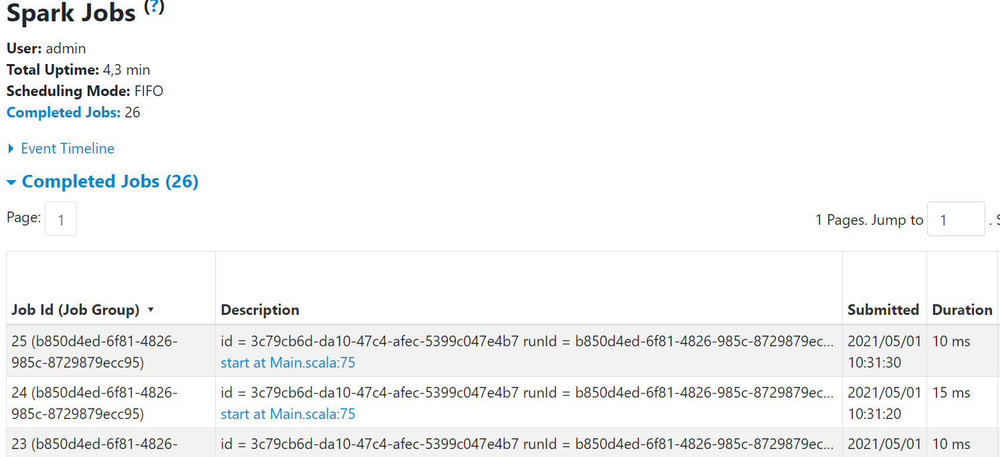 Spark Jobs (?)
User: admin
Total Uptime: 4,3 min
Scheduling Mode: FIFO
Completed Jobs: 26
Event Timeline
Completed Jobs (26)
Page: 1
1 Pages. Jump to 1 .
Job Id (Job Group) ▾ Description Submitted Duration
25 (b850d4ed-6f81-4826- id = 3c79cb6d-da10-47c4-afec-5399c047e4b7 runId = b850d4ed-6f81-4826-985c-8729879ec... 2021/05/01 10 ms
985c-8729879ecc95) start at Main.scala:75 10:31:30
24 (b850d4ed-6f81-4826- id = 3c79cb6d-da10-47c4-afec-5399c047e4b7 runId = b850d4ed-6f81-4826-985c-8729879ec... 2021/05/01 15 ms
985c-8729879ecc95) start at Main.scala:75 10:31:20
23 (b850d4ed-6f81-4826- id = 3c79cb6d-da10-47c4-afec-5399c047e4b7 runId = b850d4ed-6f81-4826-985c-8729879ec... 2021/05/01 10 ms